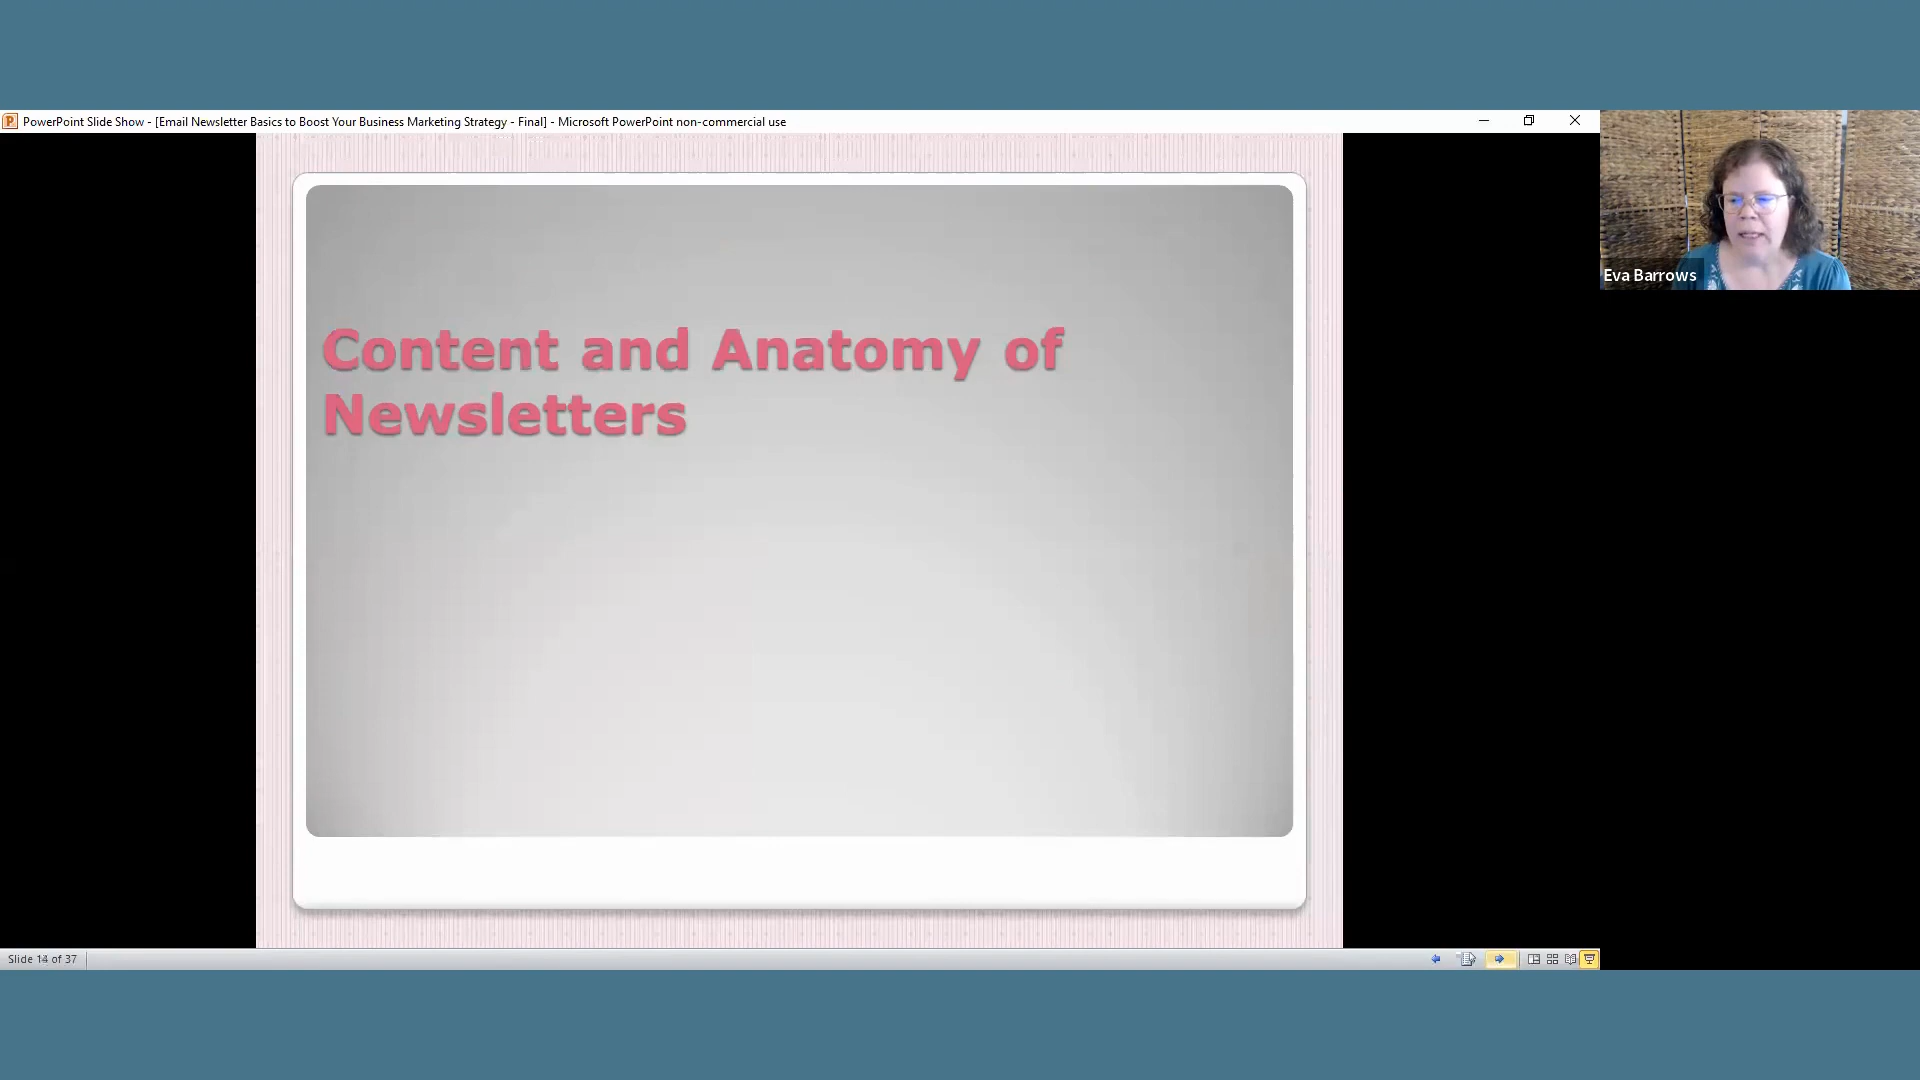 PowerPoint Slide Show - [Email Newsletter Basics to Boost Your Business Marketing Strategy - Final] - Microsoft PowerPoint non-commercial use
Eva Barrows
Content and Anatomy of
Newsletters
Slide 14 of 37